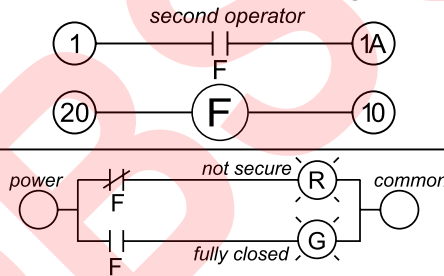 second operator
1 1A
F
20 F 10
not secure
power R common
F
G
fully closed
F